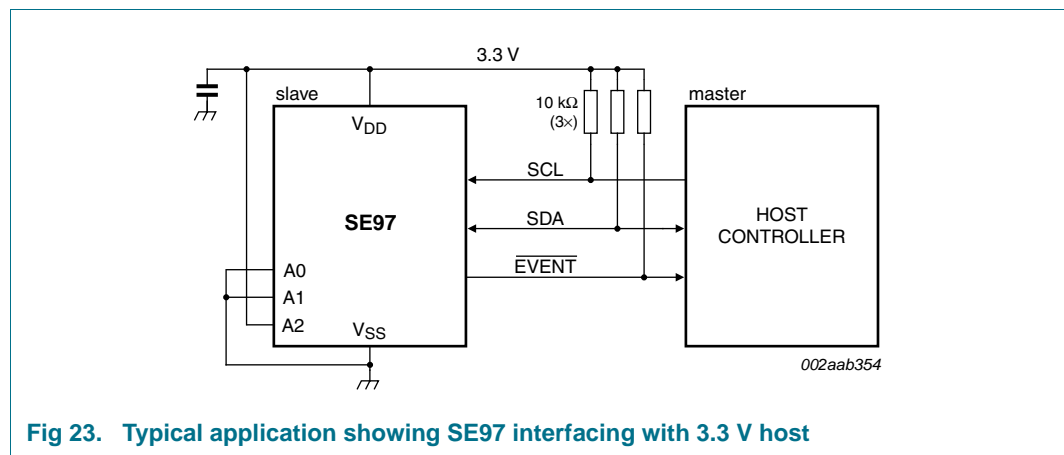 3.3 V
slave
10 kΩ
(3×)
master
VDD
SCL
SE97
SDA
HOST
CONTROLLER
EVENT
A0
A1
A2
VSS
002aab354
Fig 23. Typical application showing SE97 interfacing with 3.3 V host